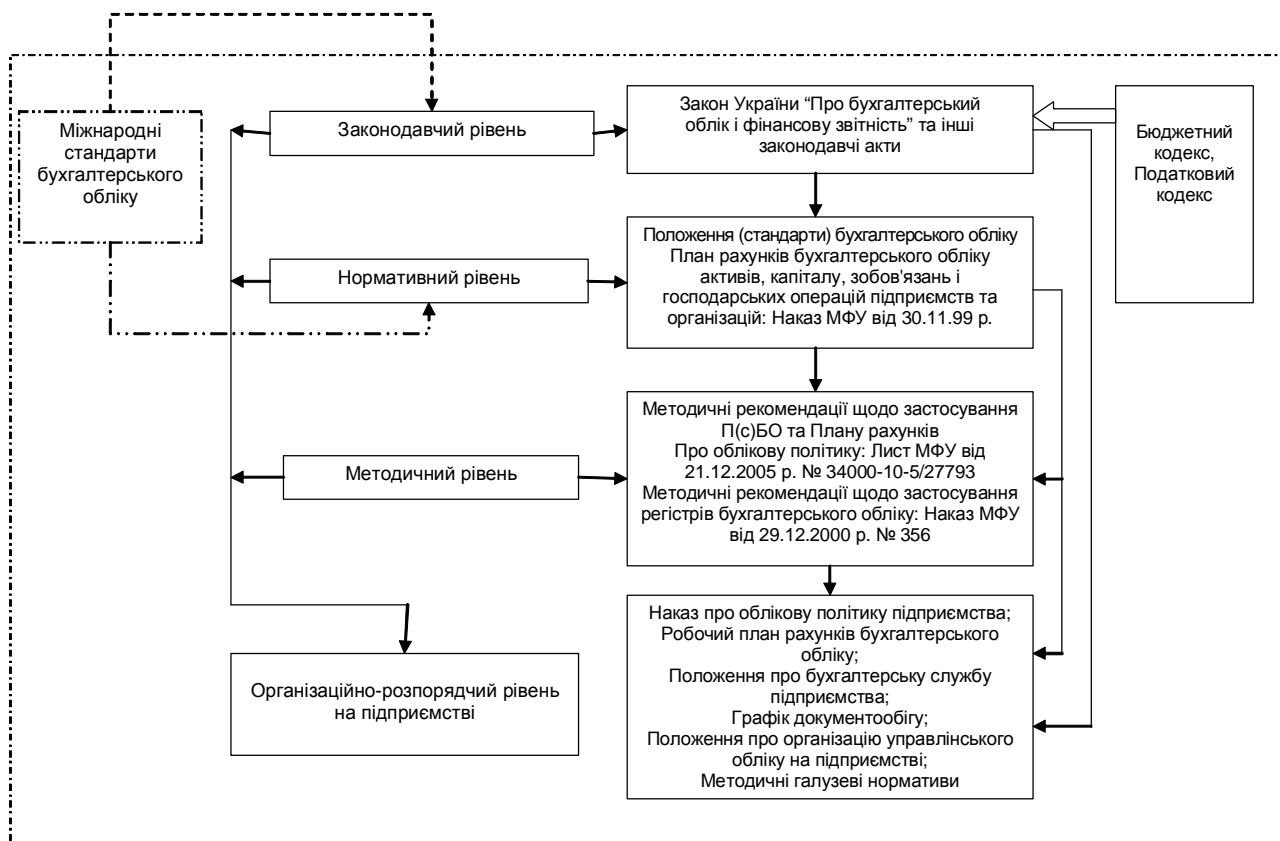 Міжнародні
стандарти
бухгалтерського
обліку
Законодавчий рівень
Закон України “Про бухгалтерський
облік і фінансову звітність” та інші
законодавчі акти
Бюджетний
кодекс,
Податковий
кодекс
Нормативний рівень
Положення (стандарти) бухгалтерського обліку
План рахунків бухгалтерського обліку
активів, капіталу, зобов'язань і
господарських операцій підприємств та
організацій: Наказ МФУ від 30.11.99 р.
Методичний рівень
Методичні рекомендації щодо застосування
П(с)БО та Плану рахунків
Про облікову політику: Лист МФУ від
21.12.2005 р. № 34000-10-5/27793
Методичні рекомендації щодо застосування
регістрів бухгалтерського обліку: Наказ МФУ
від 29.12.2000 р. № 356
Організаційно-розпорядчий рівень
на підприємстві
Наказ про облікову політику підприємства;
Робочий план рахунків бухгалтерського
обліку;
Положення про бухгалтерську службу
підприємства;
Графік документообігу;
Положення про організацію управлінського
обліку на підприємстві;
Методичні галузеві нормативи